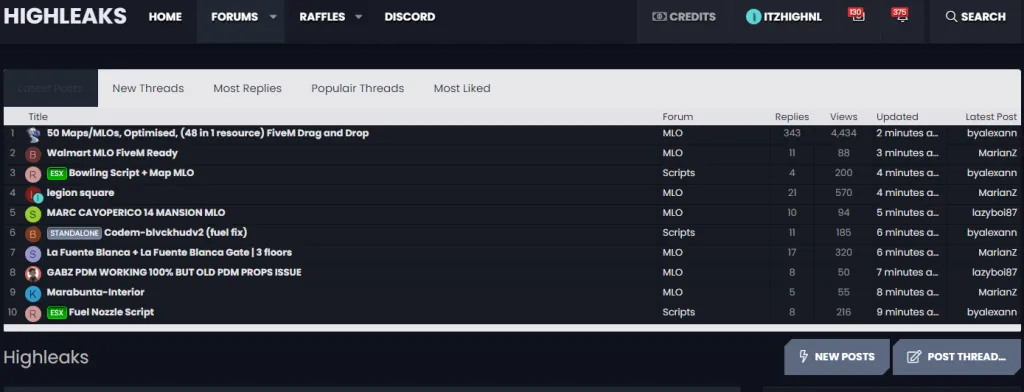 HIGHLEAKS HOME FORUMS RAFFLES DISCORD CREDITS ITZHIGHNL 130 375 SEARCH
Latest Posts New Threads Most Replies Populair Threads Most Liked
Title Forum Replies Views Updated Latest Post
1 50 Maps/MLOs, Optimised, (48 in 1 resource) FiveM Drag and Drop MLO 343 4,434 2 minutes a... byalexann
2 B Walmart MLO FiveM Ready MLO 11 88 3 minutes a... MarianZ
3 R ESX Bowling Script + Map MLO Scripts 4 200 4 minutes a... byalexann
4 legion square MLO 21 570 4 minutes a... MarianZ
5 S MARC CAYOPERICO 14 MANSION MLO MLO 10 94 5 minutes a... lazyboi87
6 B STANDALONE Codem-blvckhudv2 (fuel fix) Scripts 11 185 6 minutes a... byalexann
7 S La Fuente Blanca + La Fuente Blanca Gate | 3 floors MLO 17 320 6 minutes a... MarianZ
8 GABZ PDM WORKING 100% BUT OLD PDM PROPS ISSUE MLO 8 50 7 minutes a... lazyboi87
9 K Marabunta-Interior MLO 5 55 8 minutes a... MarianZ
10 R ESX Fuel Nozzle Script Scripts 8 216 9 minutes a... byalexann
Highleaks NEW POSTS POST THREAD...